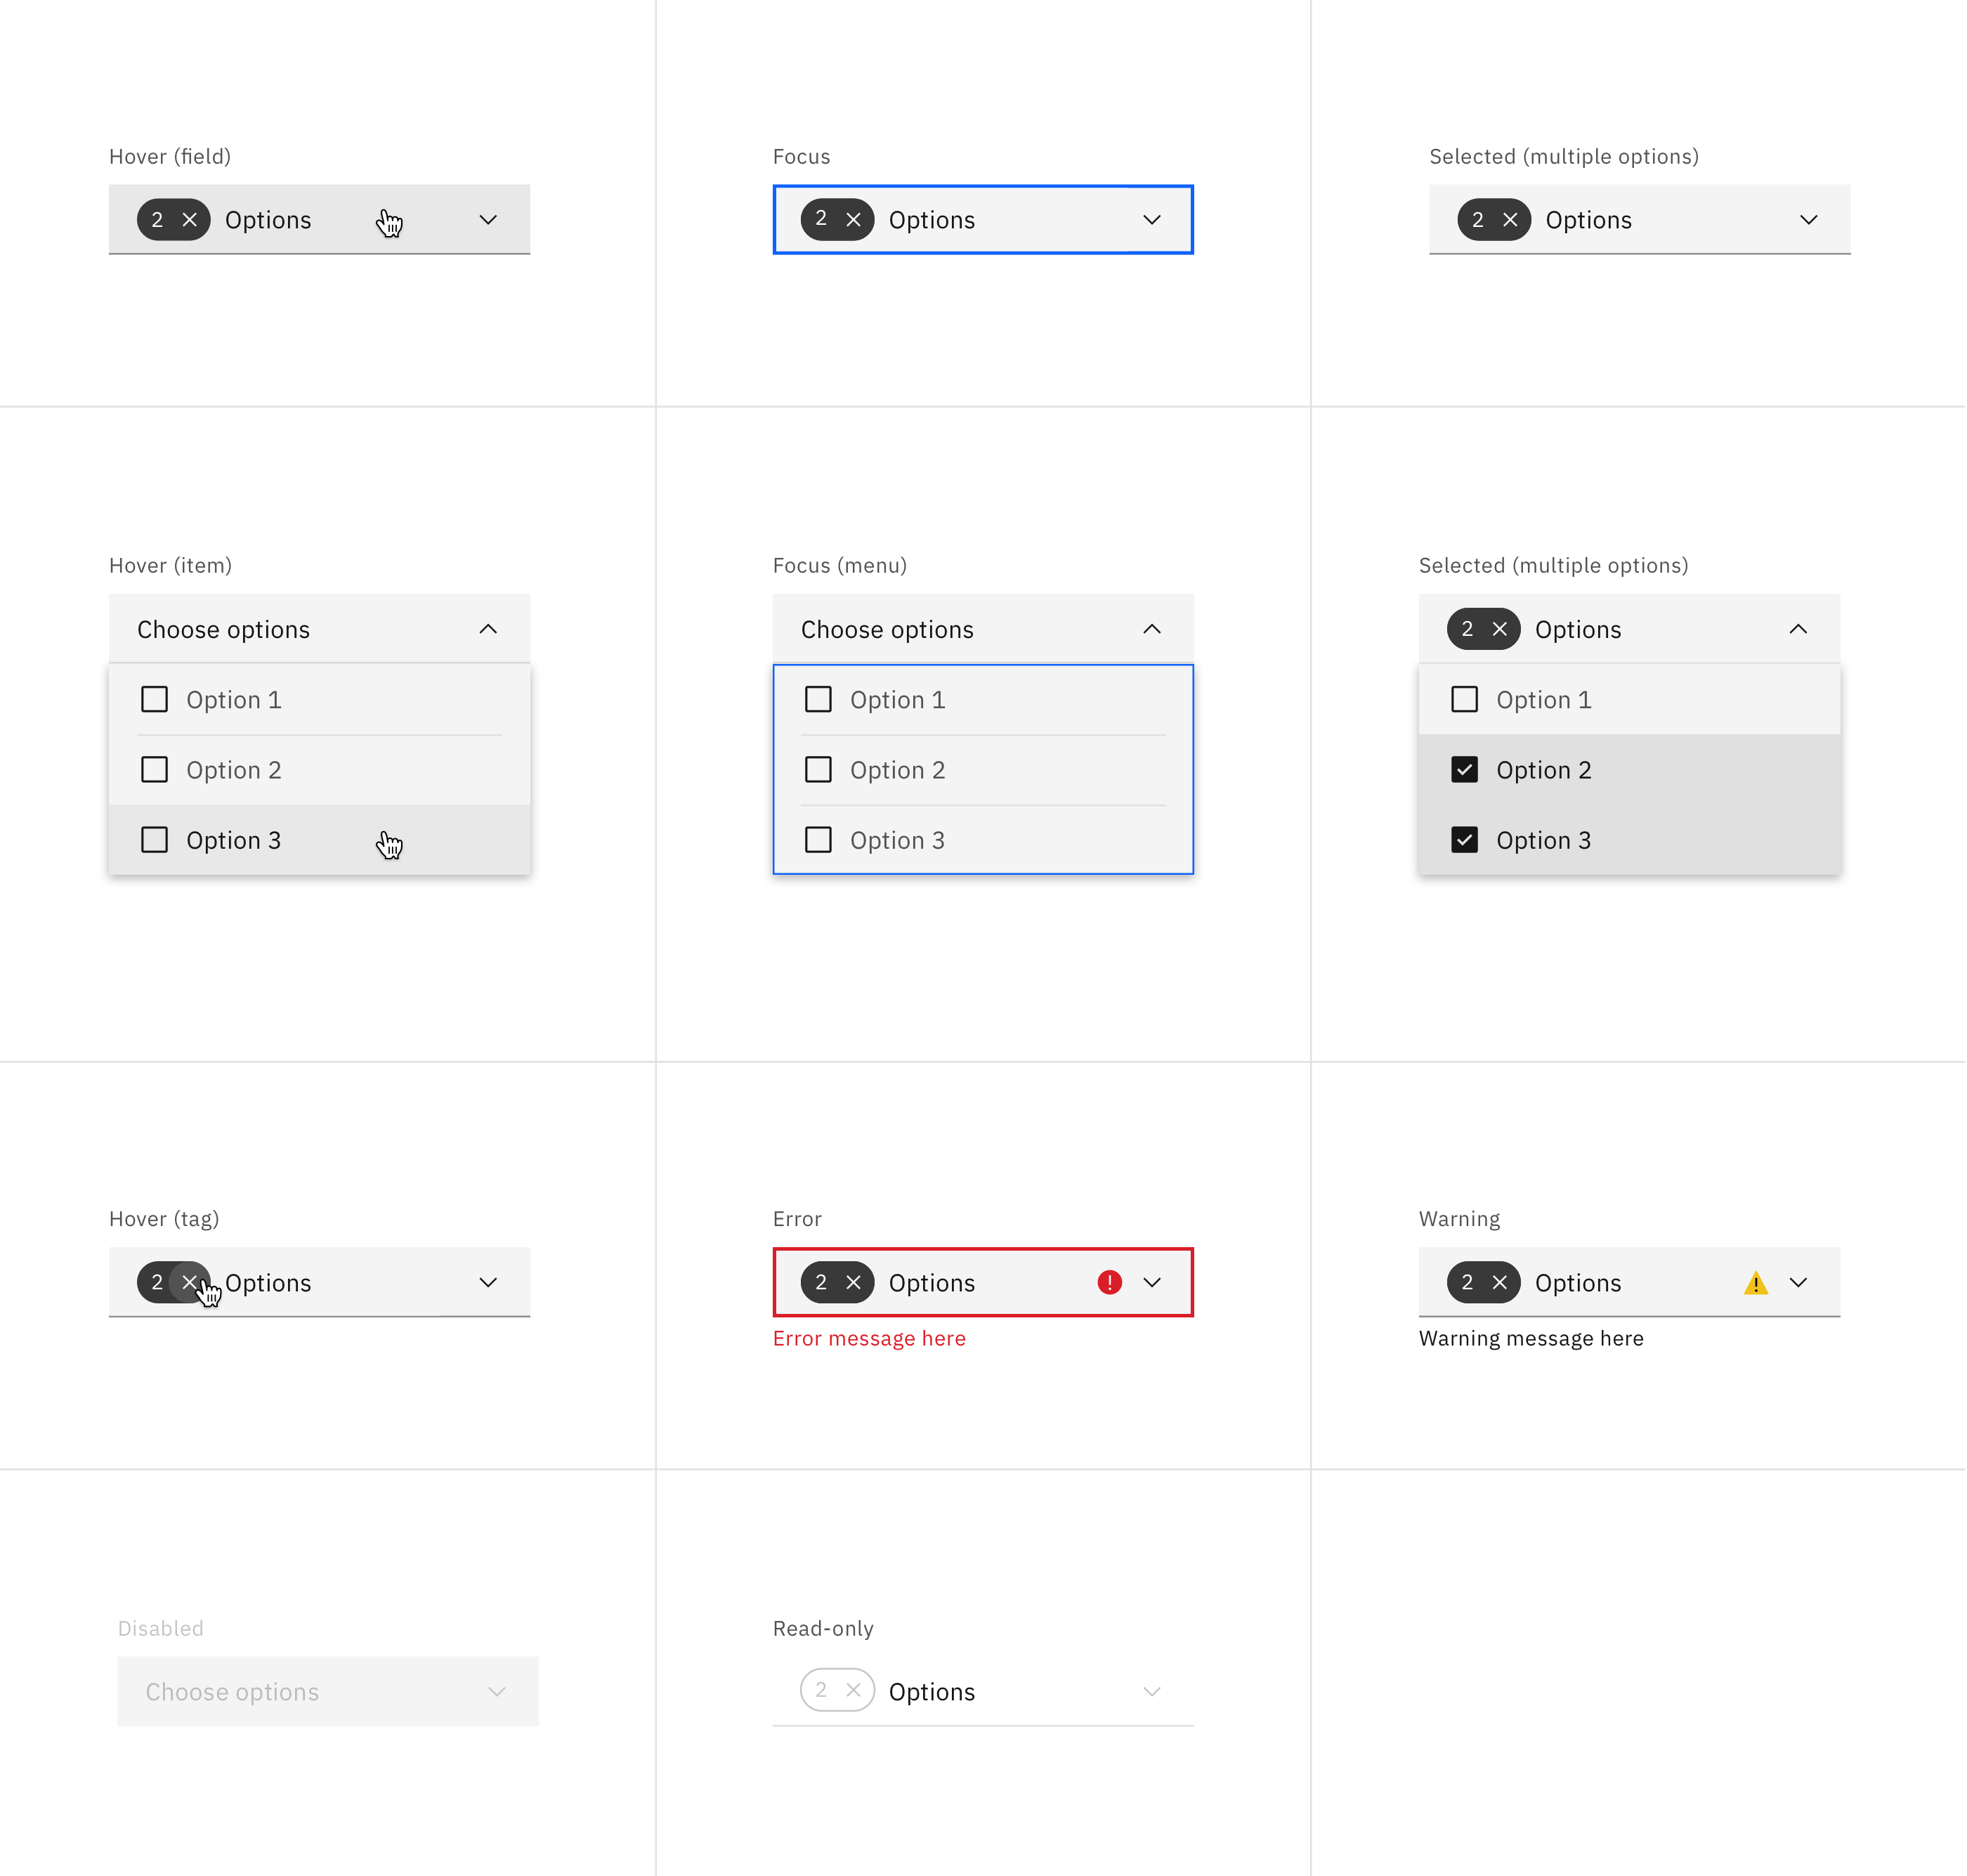 Hover (field)
2 Options
Focus
2 Options
Selected (multiple options)
2 Options
Hover (item)
Choose options
Option 1
Option 2
Option 3
Focus (menu)
Choose options
Option 1
Option 2
Option 3
Selected (multiple options)
2 Options
Option 1
Option 2
Option 3
Hover (tag)
2 Options
Error
2 Options
Error message here
Warning
2 Options
Warning message here
Disabled
Choose options
Read-only
2 Options